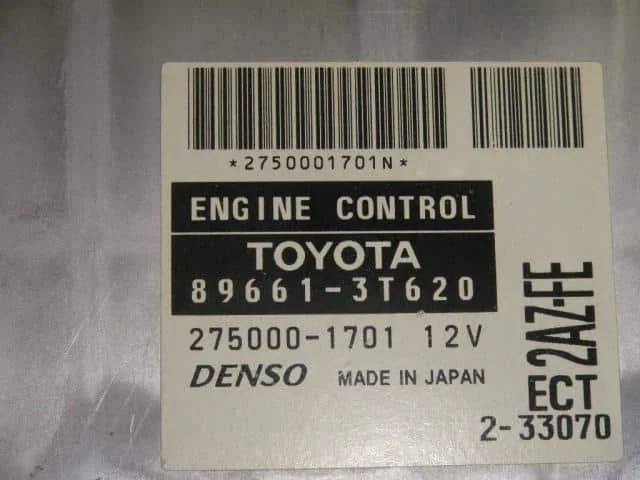 *2750001701N*
ENGINE CONTROL
TOYOTA
89661-3T620
275000-1701 12V
DENSO MADE IN JAPAN
2AZ-FE
ECT
2-33070